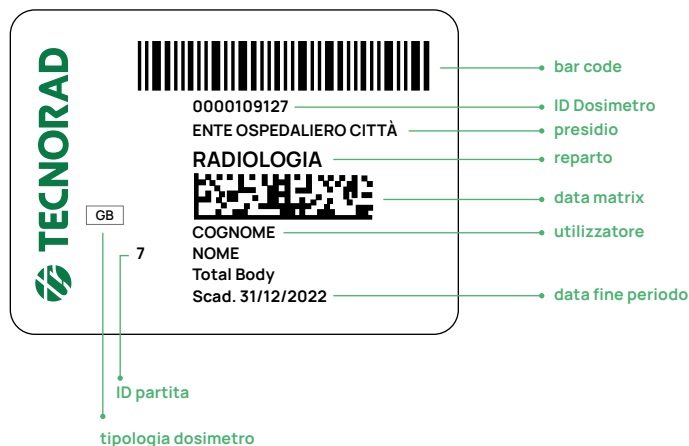 TECNORAD
bar code
0000109127
ID Dosimetro
ENTE OSPEDALIERO CITTÀ
presidio
RADIOLOGIA
reparto
data matrix
GB
COGNOME
utilizzatore
7
NOME
Total Body
Scad. 31/12/2022
data fine periodo
ID partita
tipologia dosimetro